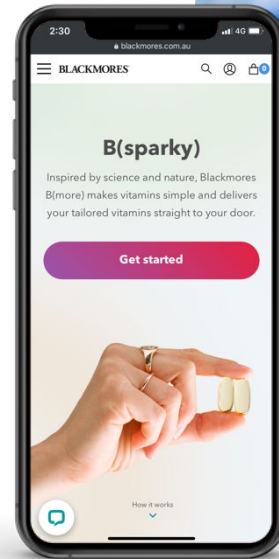 2:30
4G
blackmores.com.au
BLACKMORES
0
B(sparky)
Inspired by science and nature, Blackmores
B(more) makes vitamins simple and delivers
your tailored vitamins straight to your door.
Get started
How it works